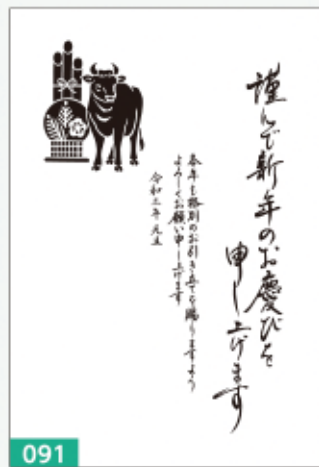 謹んで新年のお慶びを
申し上げます
本年も格別のお引き立てを賜りますよう
よろしくお願い申し上げます
令和三年 元旦
091